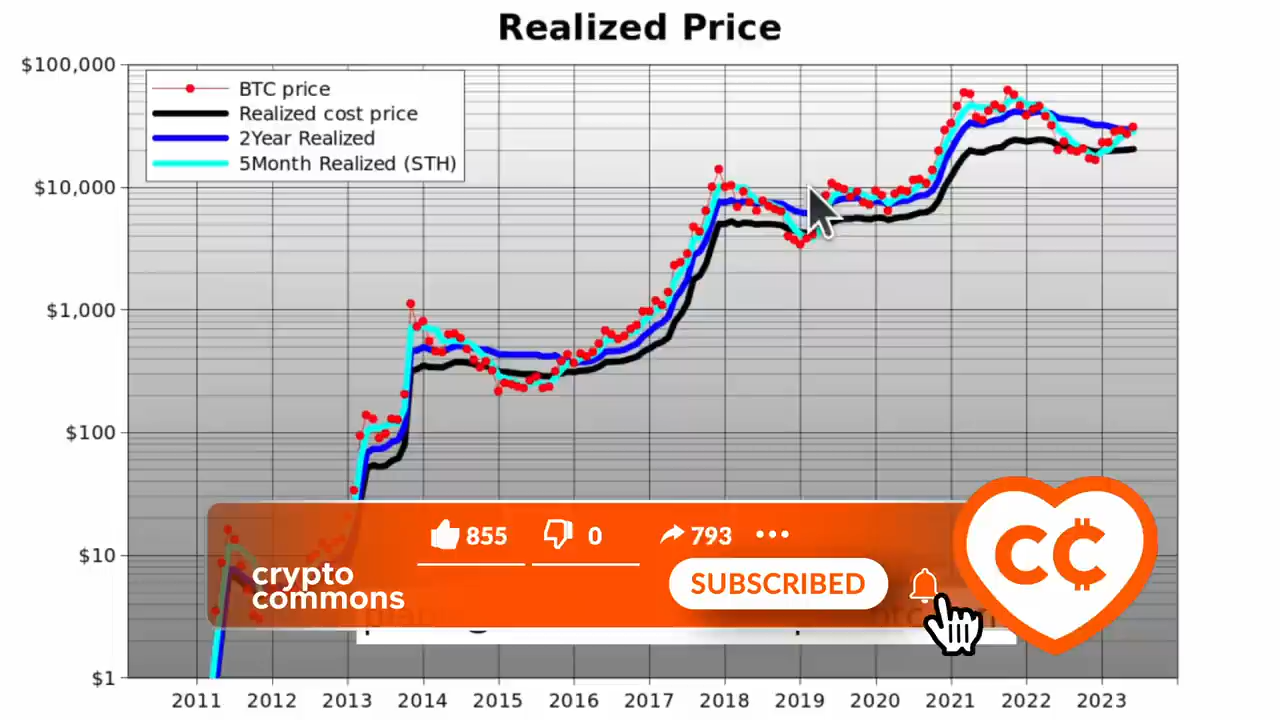 Realized Price
$100,000
$10,000
$1,000
$100
$10
$1
BTC price
Realized cost price
2Year Realized
5Month Realized (STH)
855
0
793
SUBSCRIBED
crypto
commons
CC
2011 2012 2013 2014 2015 2016 2017 2018 2019 2020 2021 2022 2023